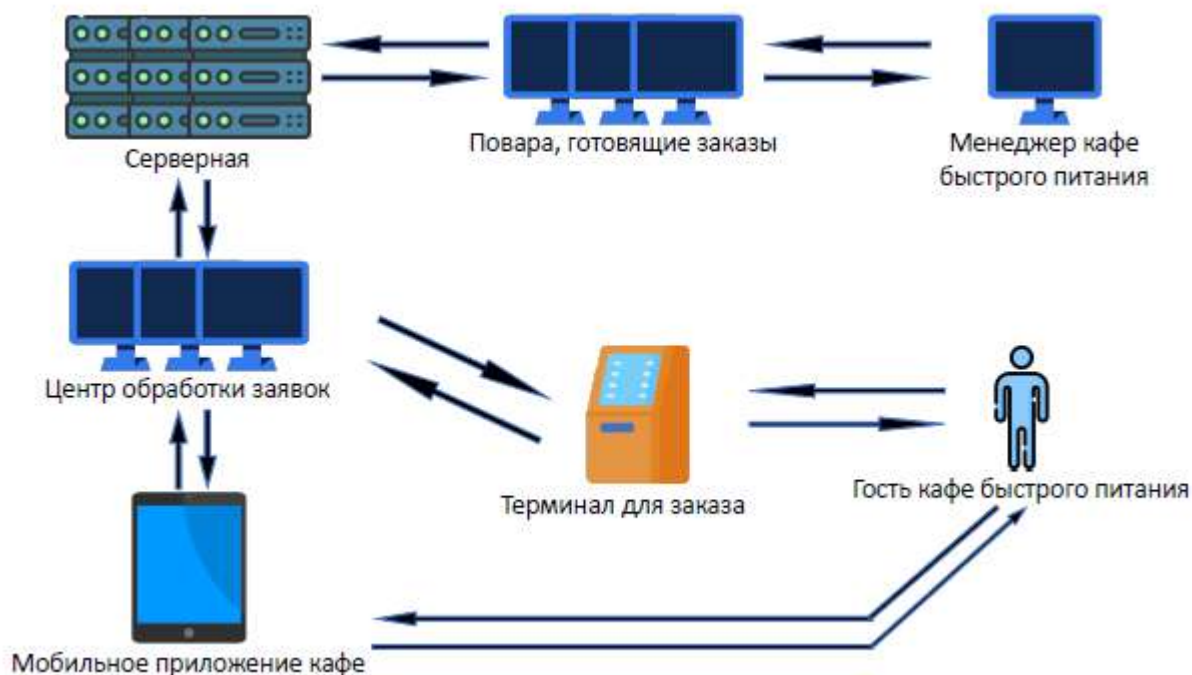 Серверная
Повара, готовящие заказы
Менеджер кафе
быстрого питания
Центр обработки заявок
Терминал для заказа
Гость кафе быстрого питания
Мобильное приложение кафе